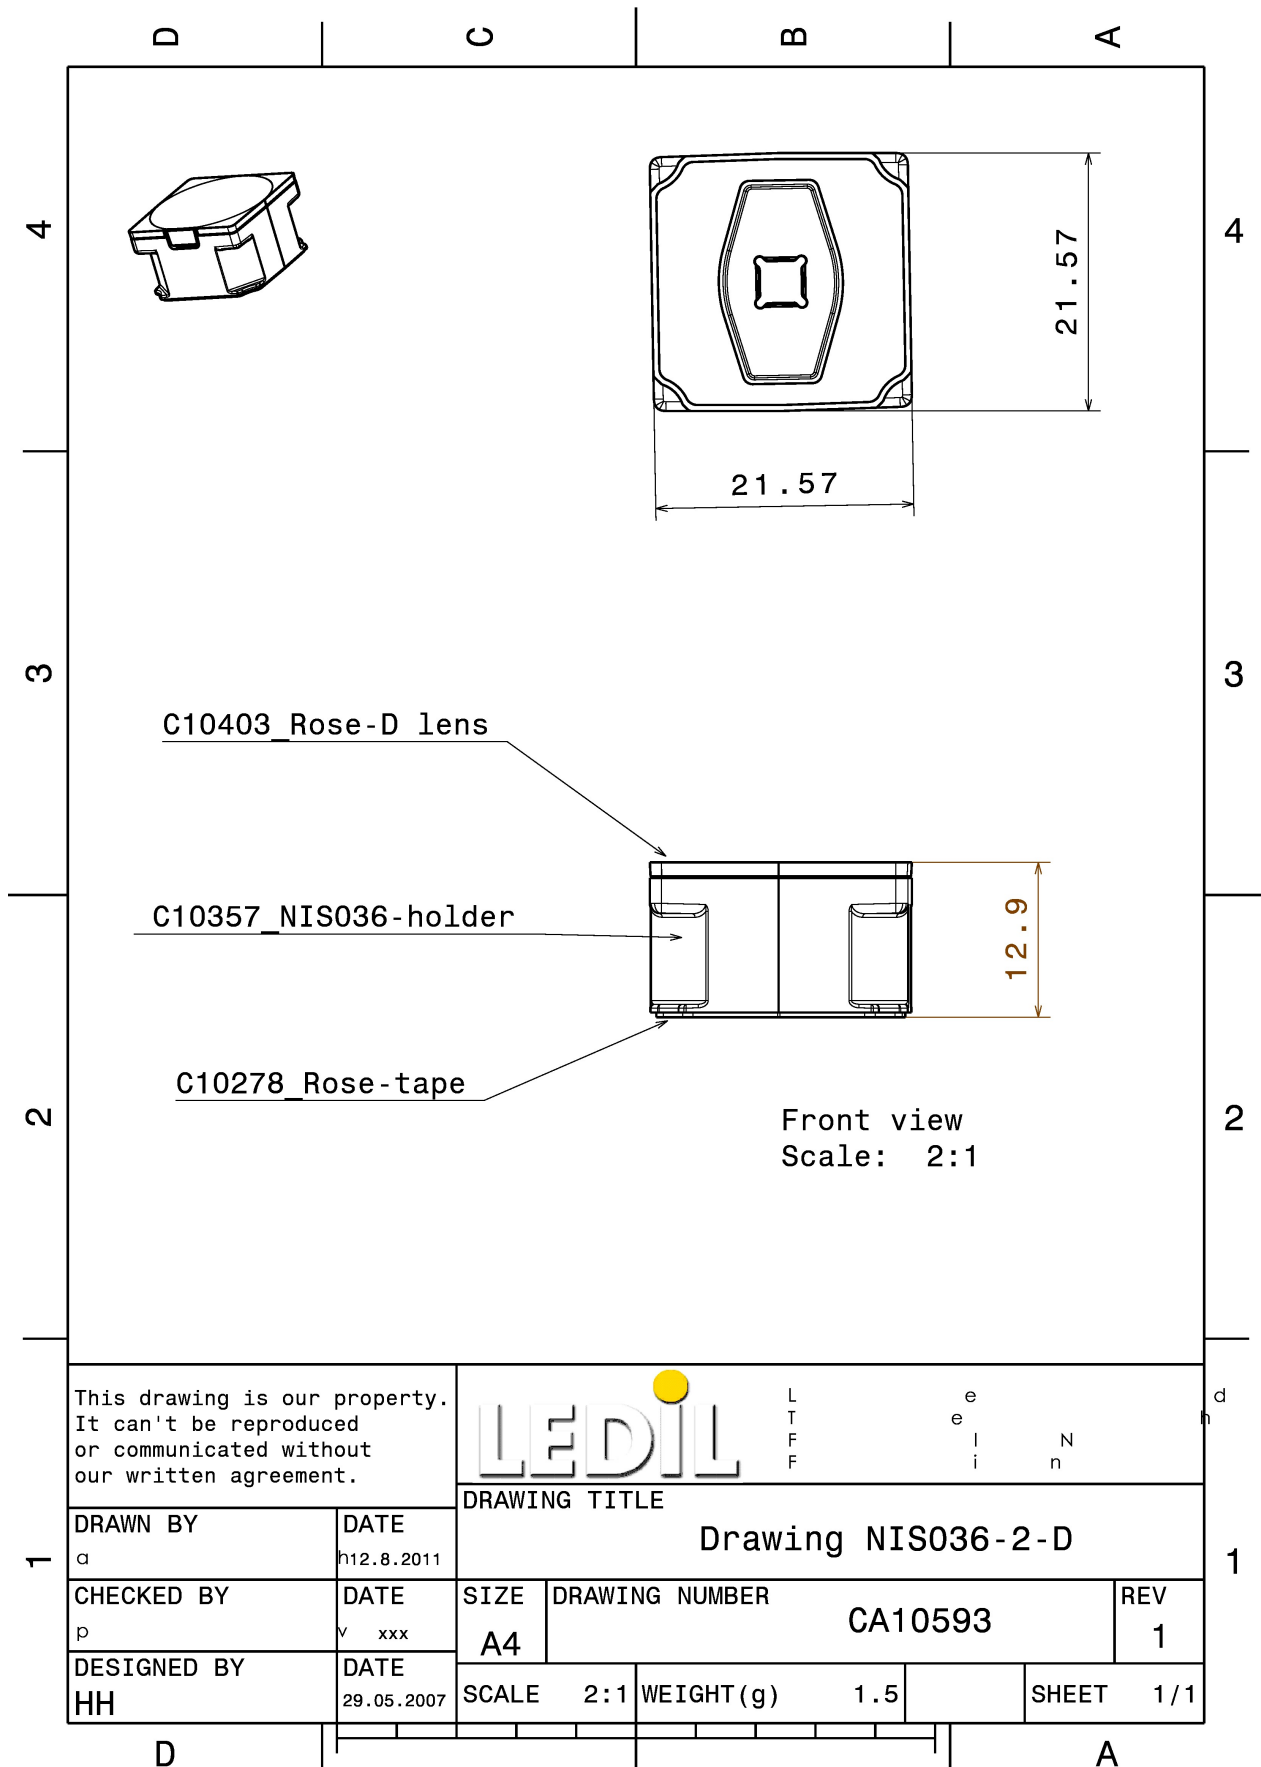 D C B A
4
4
21.57
21.57
3
3
C10403_Rose-D lens
C10357_NIS036-holder
12.9
C10278_Rose-tape
2
2
Front view
Scale: 2:1
This drawing is our property.
It can't be reproduced
or communicated without
our written agreement.
LEDiL
L e d
T e h
F l N
F i n
DRAWING TITLE
Drawing NIS036-2-D
DRAWN BY
a
DATE
h12.8.2011
1
1
CHECKED BY
p
DATE
v xxx
SIZE
A4
DRAWING NUMBER
CA10593
REV
1
DESIGNED BY
HH
DATE
29.05.2007
SCALE 2:1
WEIGHT(g) 1.5
SHEET 1/1
D A